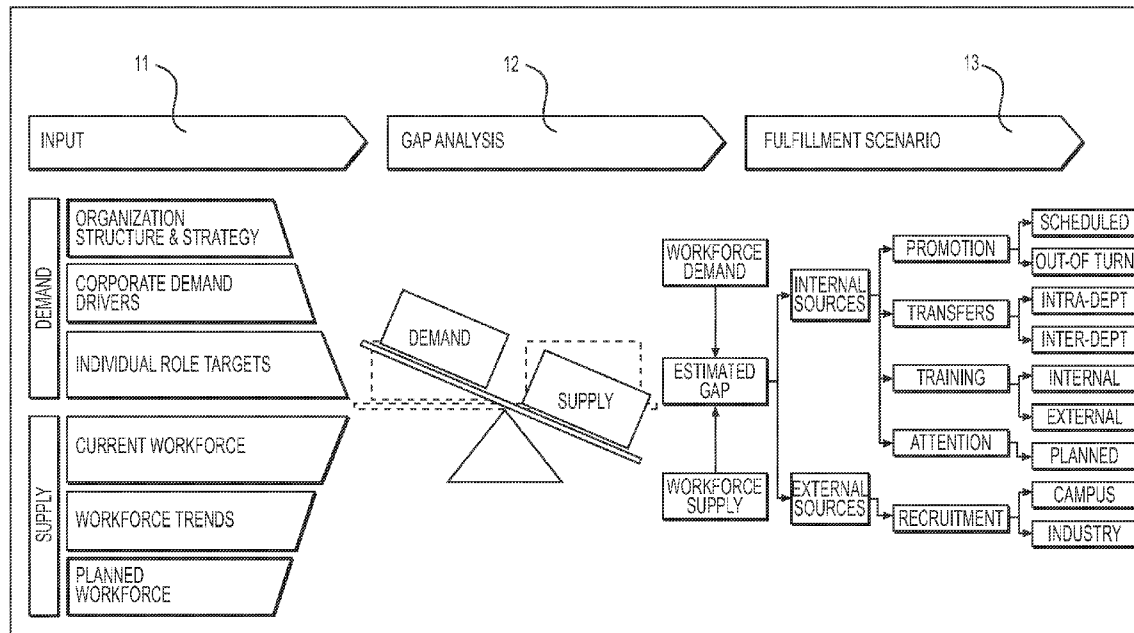 11
12
13
INPUT
GAP ANALYSIS
FULFILLMENT SCENARIO
DEMAND
ORGANIZATION
STRUCTURE & STRATEGY
CORPORATE DEMAND
DRIVERS
INDIVIDUAL ROLE TARGETS
SUPPLY
CURRENT WORKFORCE
WORKFORCE TRENDS
PLANNED
WORKFORCE
DEMAND
SUPPLY
WORKFORCE
DEMAND
ESTIMATED
GAP
WORKFORCE
SUPPLY
INTERNAL
SOURCES
EXTERNAL
SOURCES
PROMOTION
TRANSFERS
TRAINING
ATTENTION
RECRUITMENT
SCHEDULED
OUT-OF TURN
INTRA-DEPT
INTER-DEPT
INTERNAL
EXTERNAL
PLANNED
CAMPUS
INDUSTRY